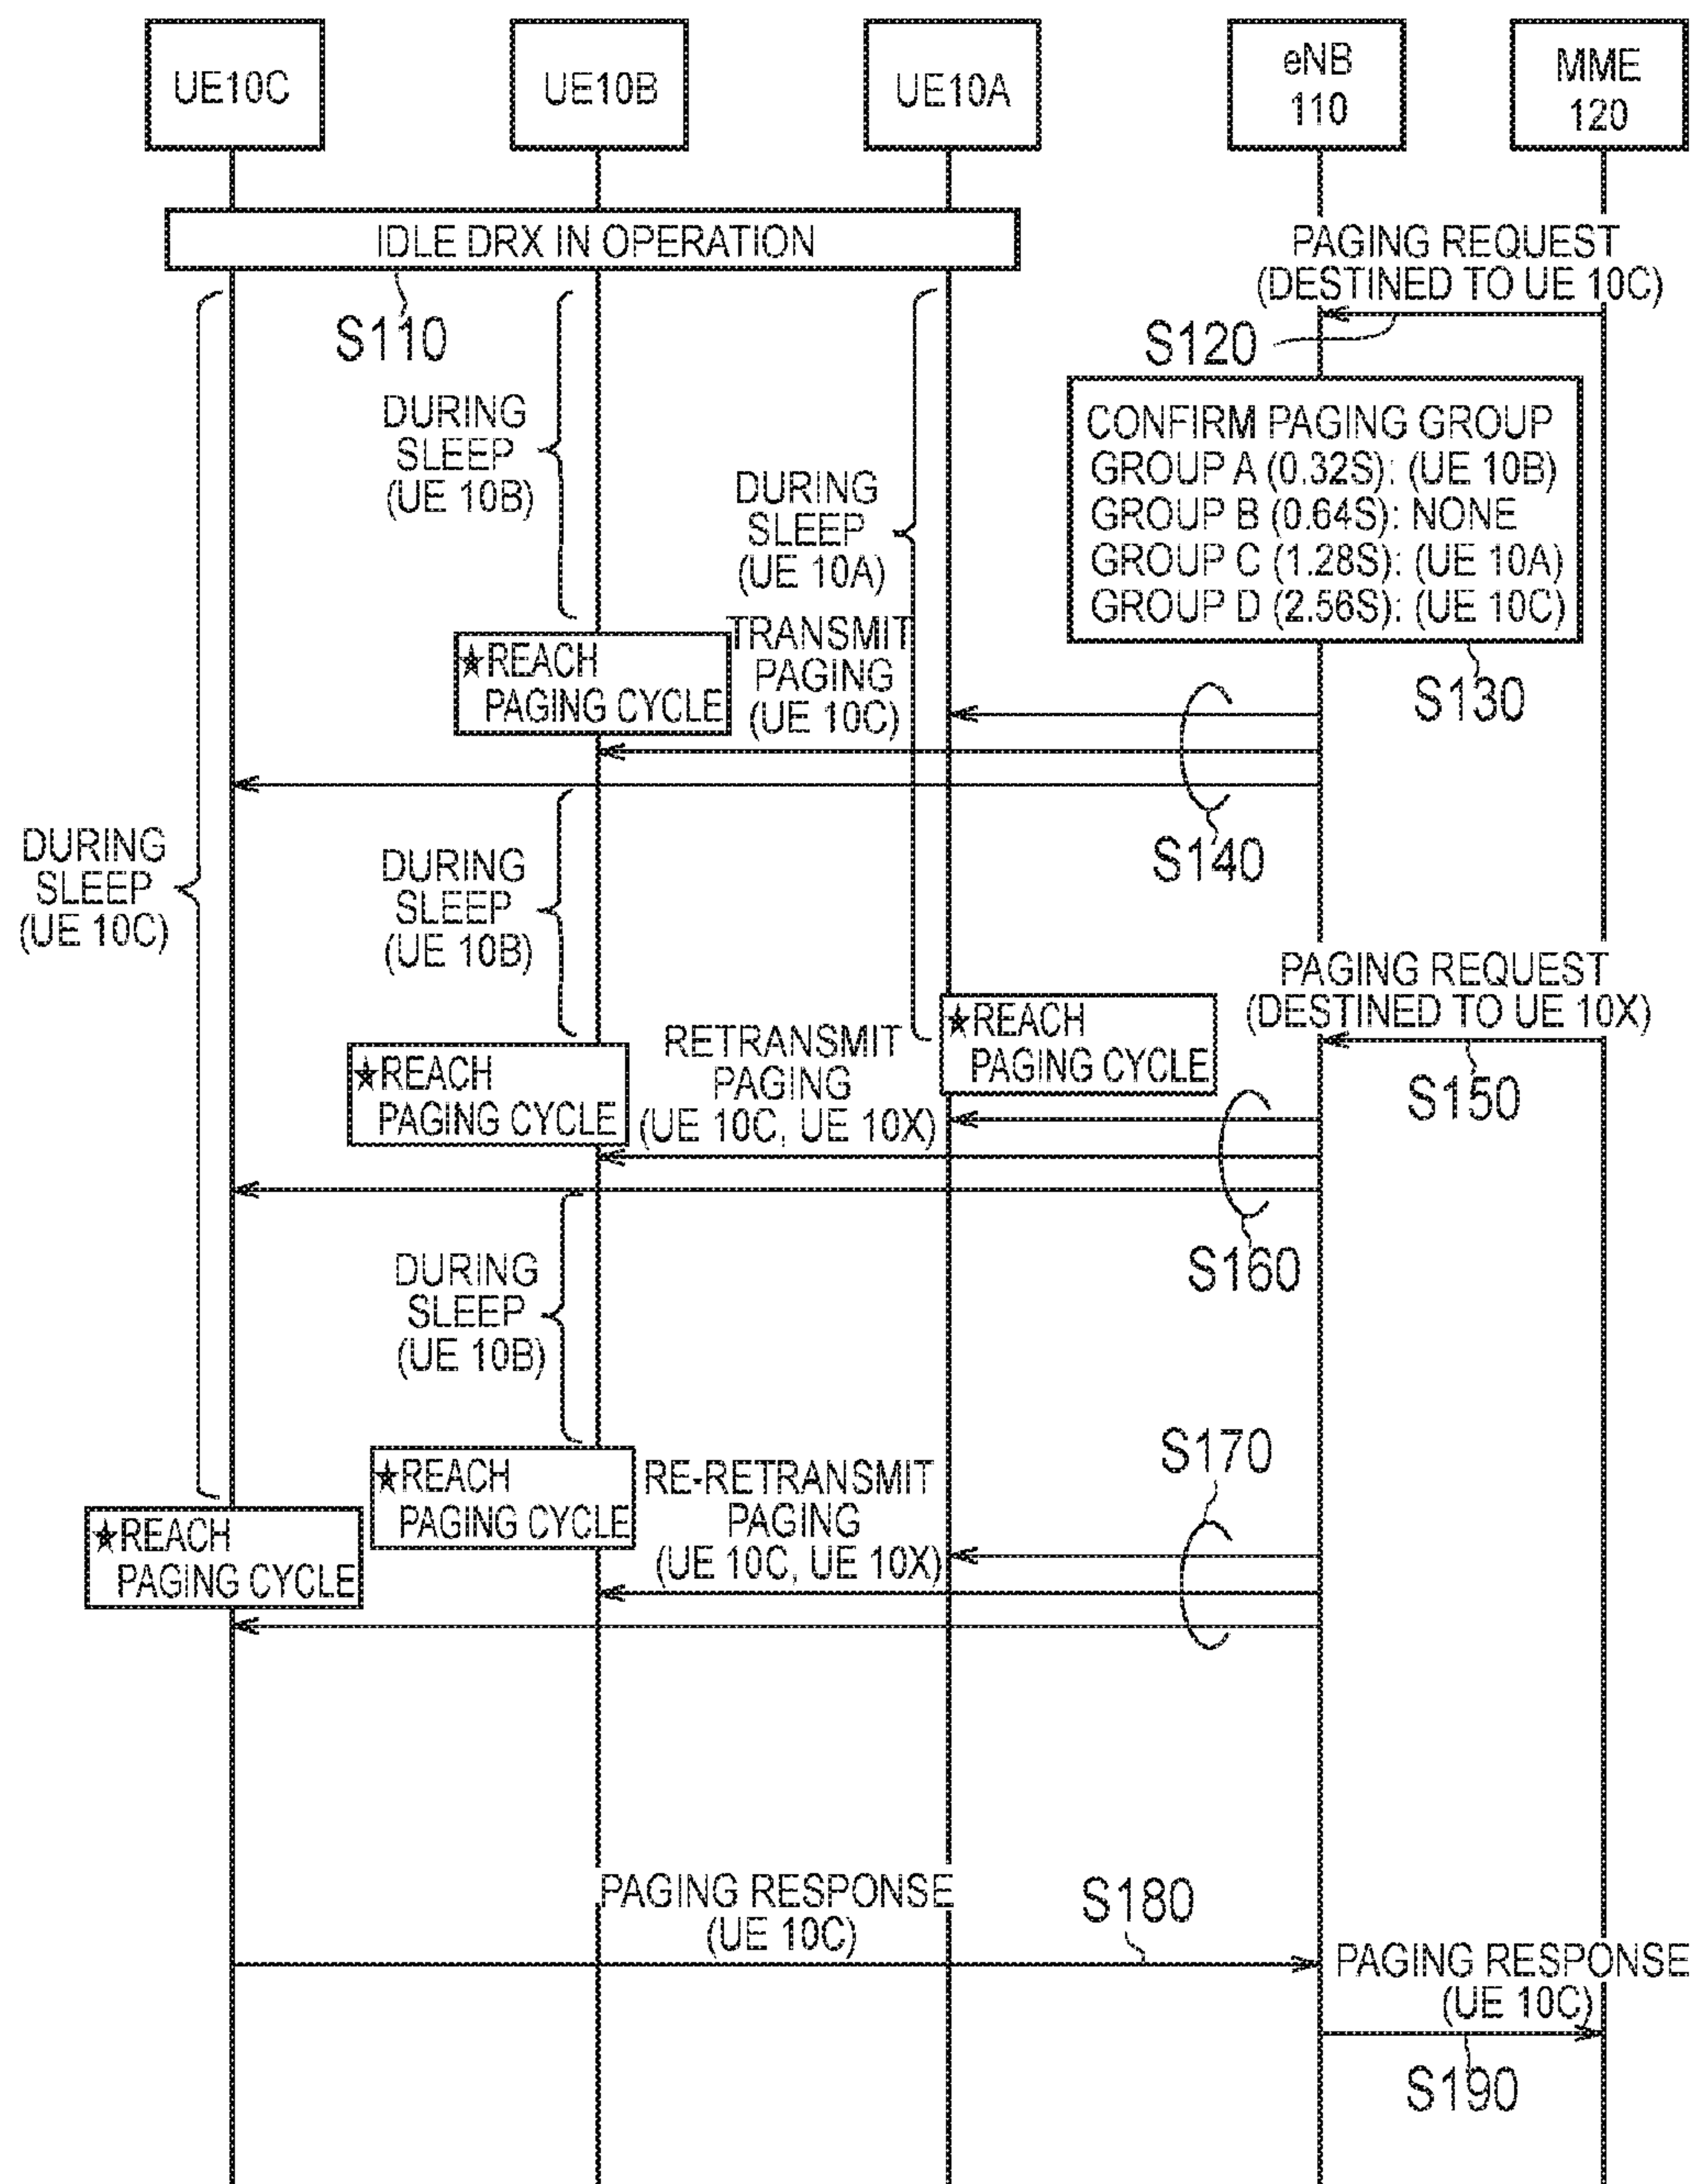 UE10C
UE10B
UE10A
eNB
110
MME
120
IDLE DRX IN OPERATION
S110
PAGING REQUEST
(DESTINED TO UE 10C)
S120
CONFIRM PAGING GROUP
GROUP A (0.32S): (UE 10B)
GROUP B (0.64S): NONE
GROUP C (1.28S): (UE 10A)
GROUP D (2.56S): (UE 10C)
S130
DURING
SLEEP
(UE 10B)
DURING
SLEEP
(UE 10A)
★REACH
PAGING CYCLE
TRANSMIT
PAGING
(UE 10C)
S140
DURING
SLEEP
(UE 10C)
DURING
SLEEP
(UE 10B)
PAGING REQUEST
(DESTINED TO UE 10X)
S150
★REACH
PAGING CYCLE
★REACH
PAGING CYCLE
RETRANSMIT
PAGING
(UE 10C, UE 10X)
S160
DURING
SLEEP
(UE 10B)
S170
★REACH
PAGING CYCLE
★REACH
PAGING CYCLE
RE-RETRANSMIT
PAGING
(UE 10C, UE 10X)
PAGING RESPONSE
(UE 10C)
S180
PAGING RESPONSE
(UE 10C)
S190